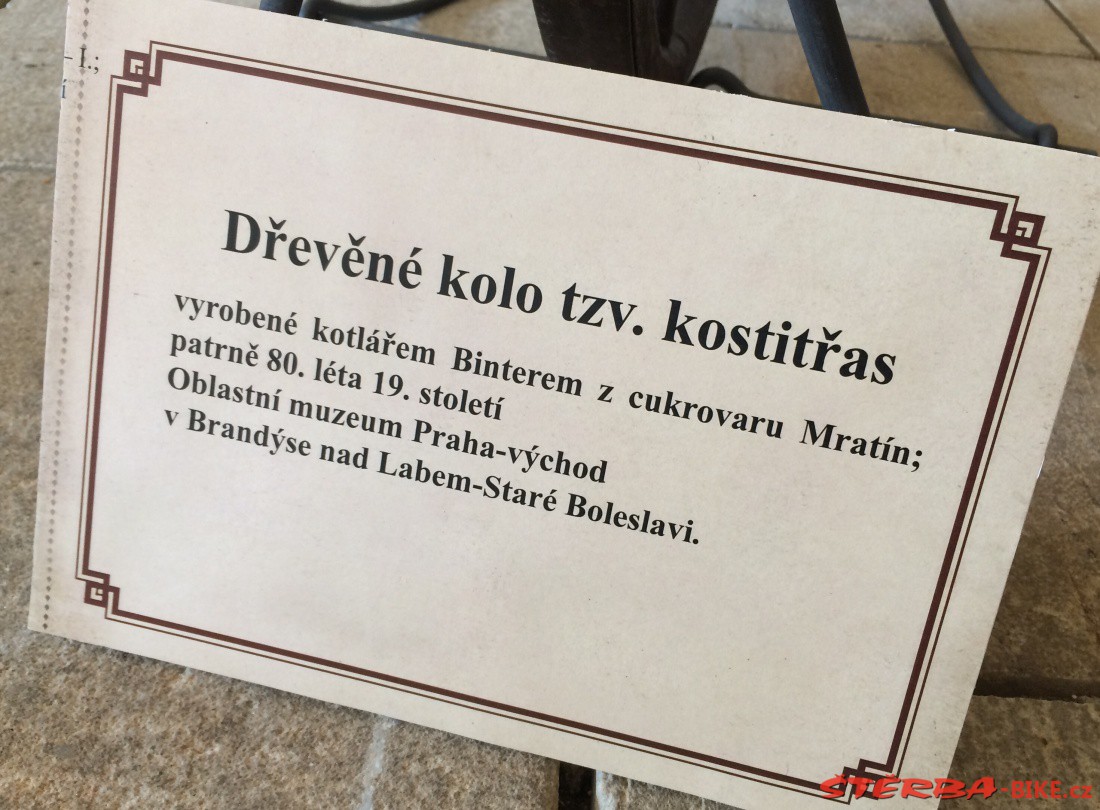 – I.;
Dřevěné kolo tzv. kostitřas
vyrobené kotlářem Binterem z cukrovaru Mratín;
patrně 80. léta 19. století
Oblastní muzeum Praha-východ
v Brandýse nad Labem-Staré Boleslavi.
ŠTĚRBA-BIKE.cz